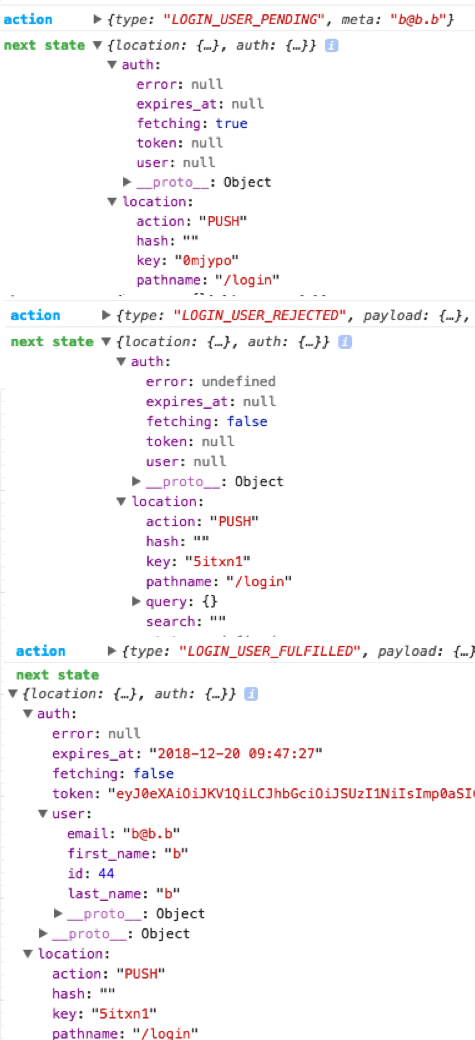 action ▶ {type: "LOGIN_USER_PENDING", meta: "b@b.b"}
next state ▼ {location: {…}, auth: {…}} i
▼ auth:
error: null
expires_at: null
fetching: true
token: null
user: null
▶ __proto__: Object
▼ location:
action: "PUSH"
hash: ""
key: "0mjypo"
pathname: "/login"
action ▶ {type: "LOGIN_USER_REJECTED", payload: {…},
next state ▼ {location: {…}, auth: {…}} i
▼ auth:
error: undefined
expires_at: null
fetching: false
token: null
user: null
▶ __proto__: Object
▼ location:
action: "PUSH"
hash: ""
key: "5itxn1"
pathname: "/login"
▶ query: {}
search: ""
action ▶ {type: "LOGIN_USER_FULFILLED", payload: {…}
next state
▼ {location: {…}, auth: {…}} i
▼ auth:
error: null
expires_at: "2018-12-20 09:47:27"
fetching: false
token: "eyJ0eXAiOiJKV1QiLCJhbGciOiJSUzI1NiIsImp0aSI6
▼ user:
email: "b@b.b"
first_name: "b"
id: 44
last_name: "b"
▶ __proto__: Object
▶ __proto__: Object
▼ location:
action: "PUSH"
hash: ""
key: "5itxn1"
pathname: "/login"